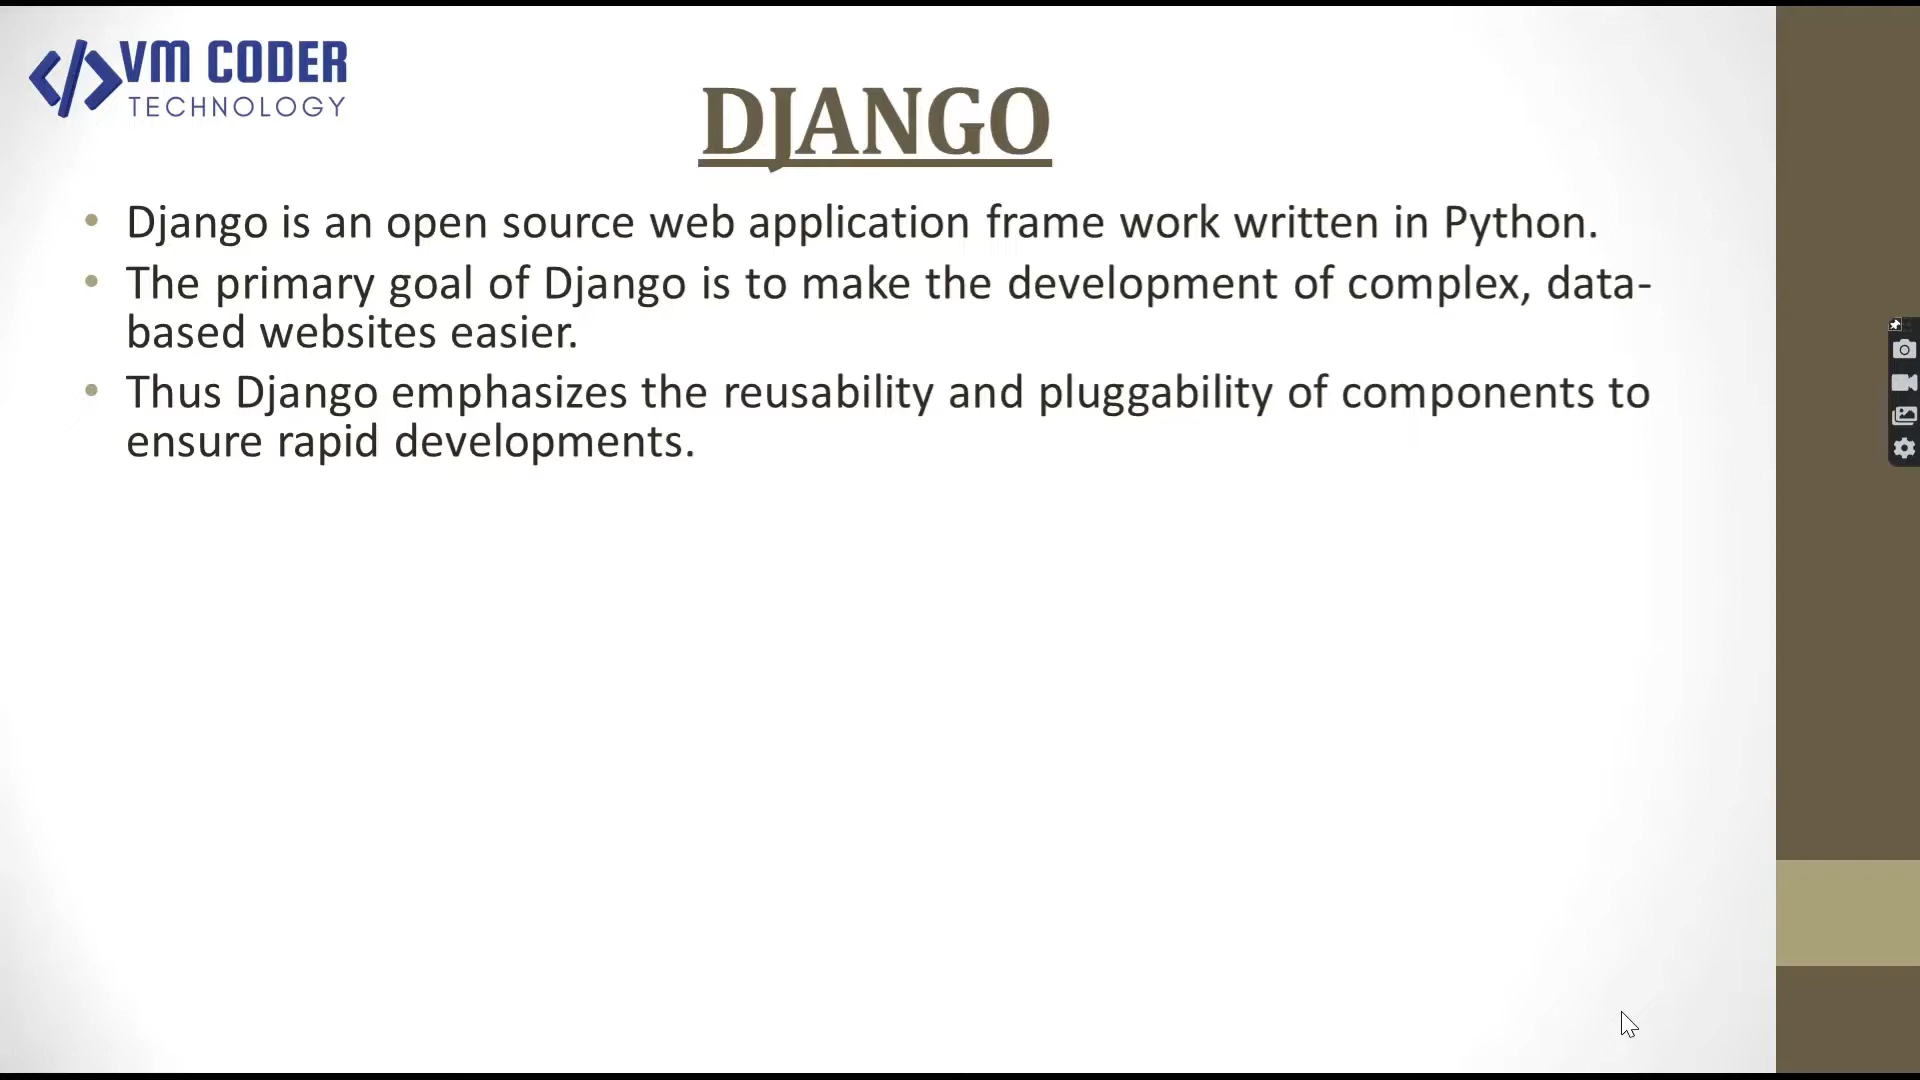 VM CODER
TECHNOLOGY
DJANGO
• Django is an open source web application frame work written in Python.
• The primary goal of Django is to make the development of complex, data-
based websites easier.
• Thus Django emphasizes the reusability and pluggability of components to
ensure rapid developments.